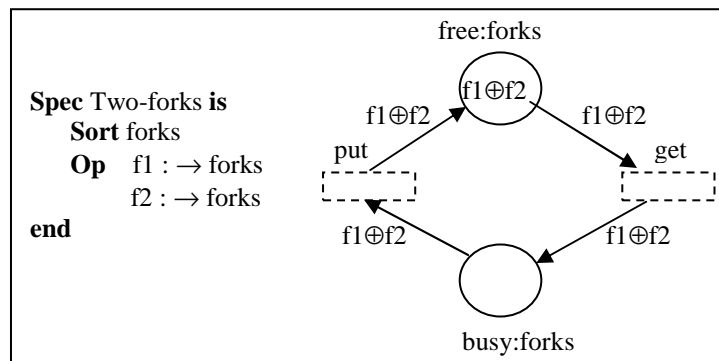 Spec Two-forks is
Sort forks
Op f1 : → forks
f2 : → forks
end
free:forks
f1⊕f2
f1⊕f2
f1⊕f2
put
get
f1⊕f2
f1⊕f2
busy:forks